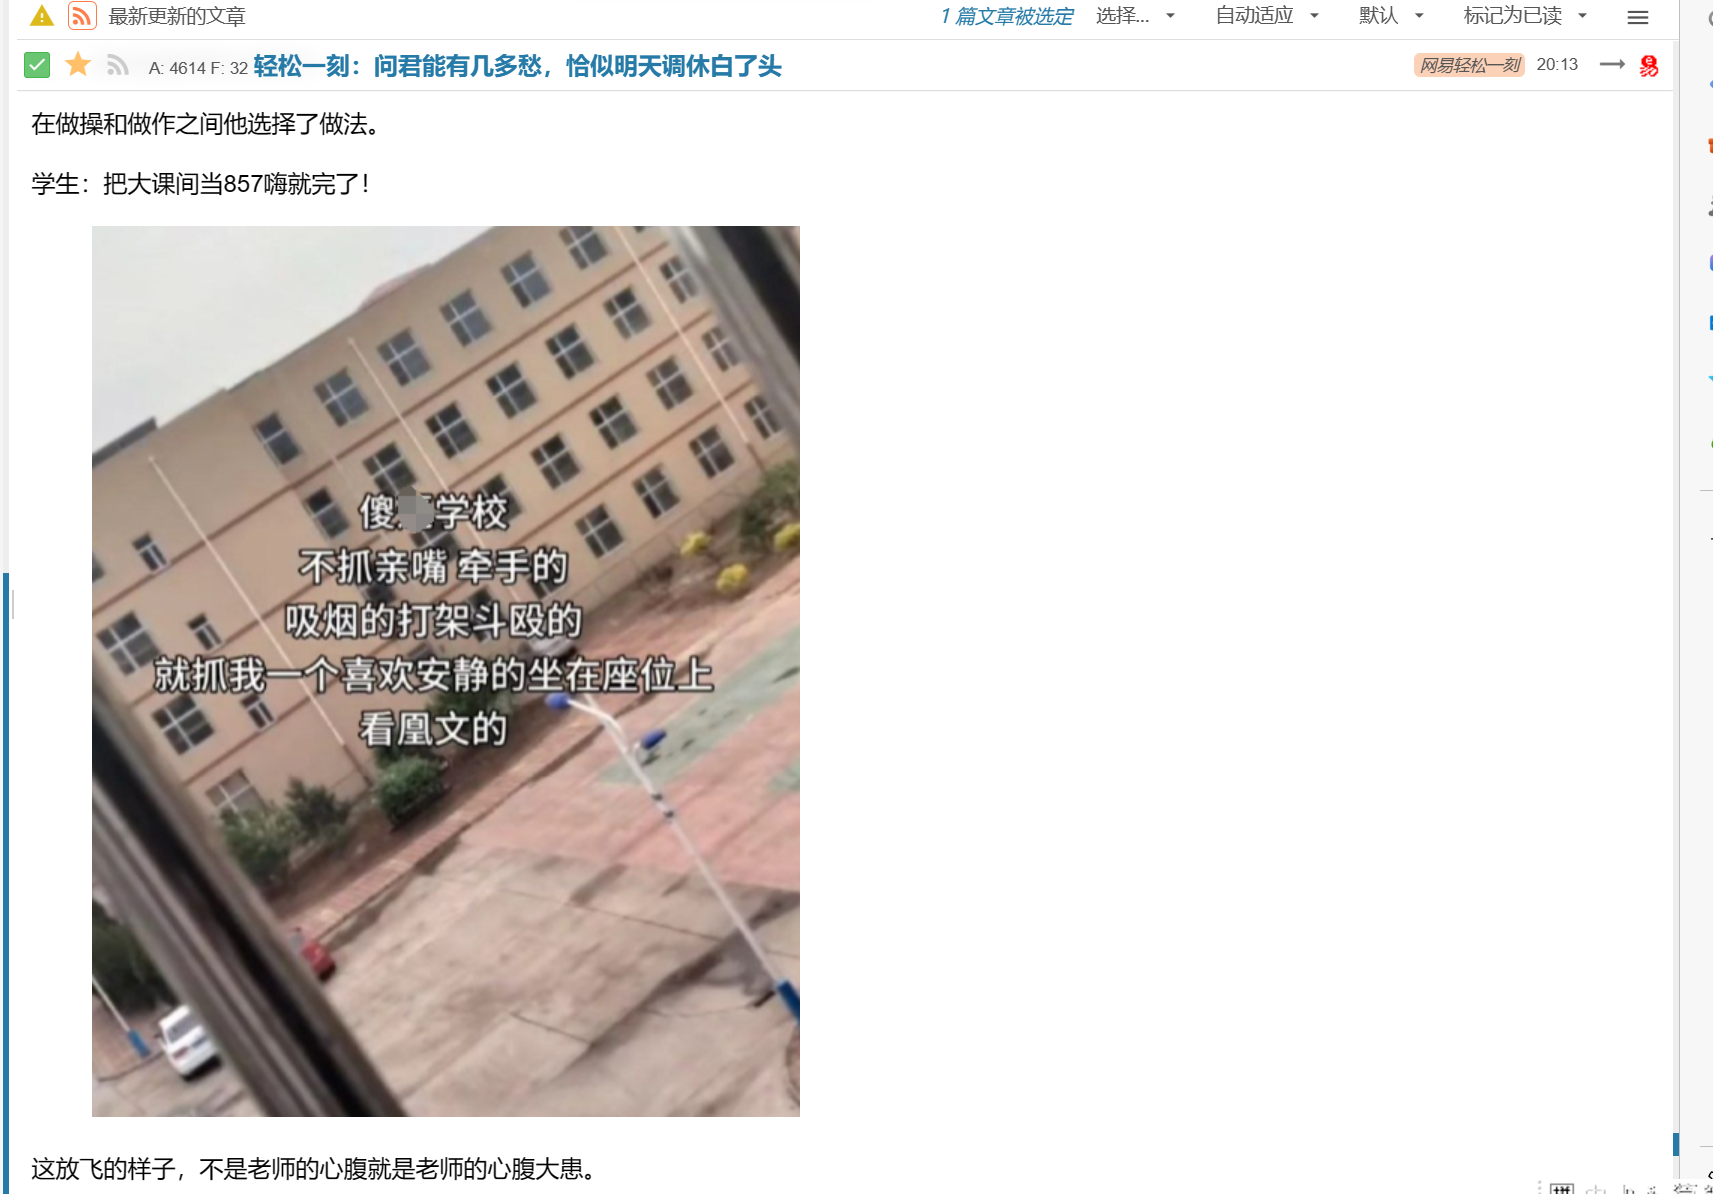 最新更新的文章
1 篇文章被选定 选择... 自动适应 默认 标记为已读
A: 4614 F: 32 轻松一刻：问君能有几多愁，恰似明天调休白了头 网易轻松一刻 20:13
在做操和做作之间他选择了做法。
学生：把大课间当857嗨就完了！
傻 学校
不抓亲嘴 牵手的
吸烟的打架斗殴的
就抓我一个喜欢安静的坐在座位上
看凰文的
这放飞的样子，不是老师的心腹就是老师的心腹大患。